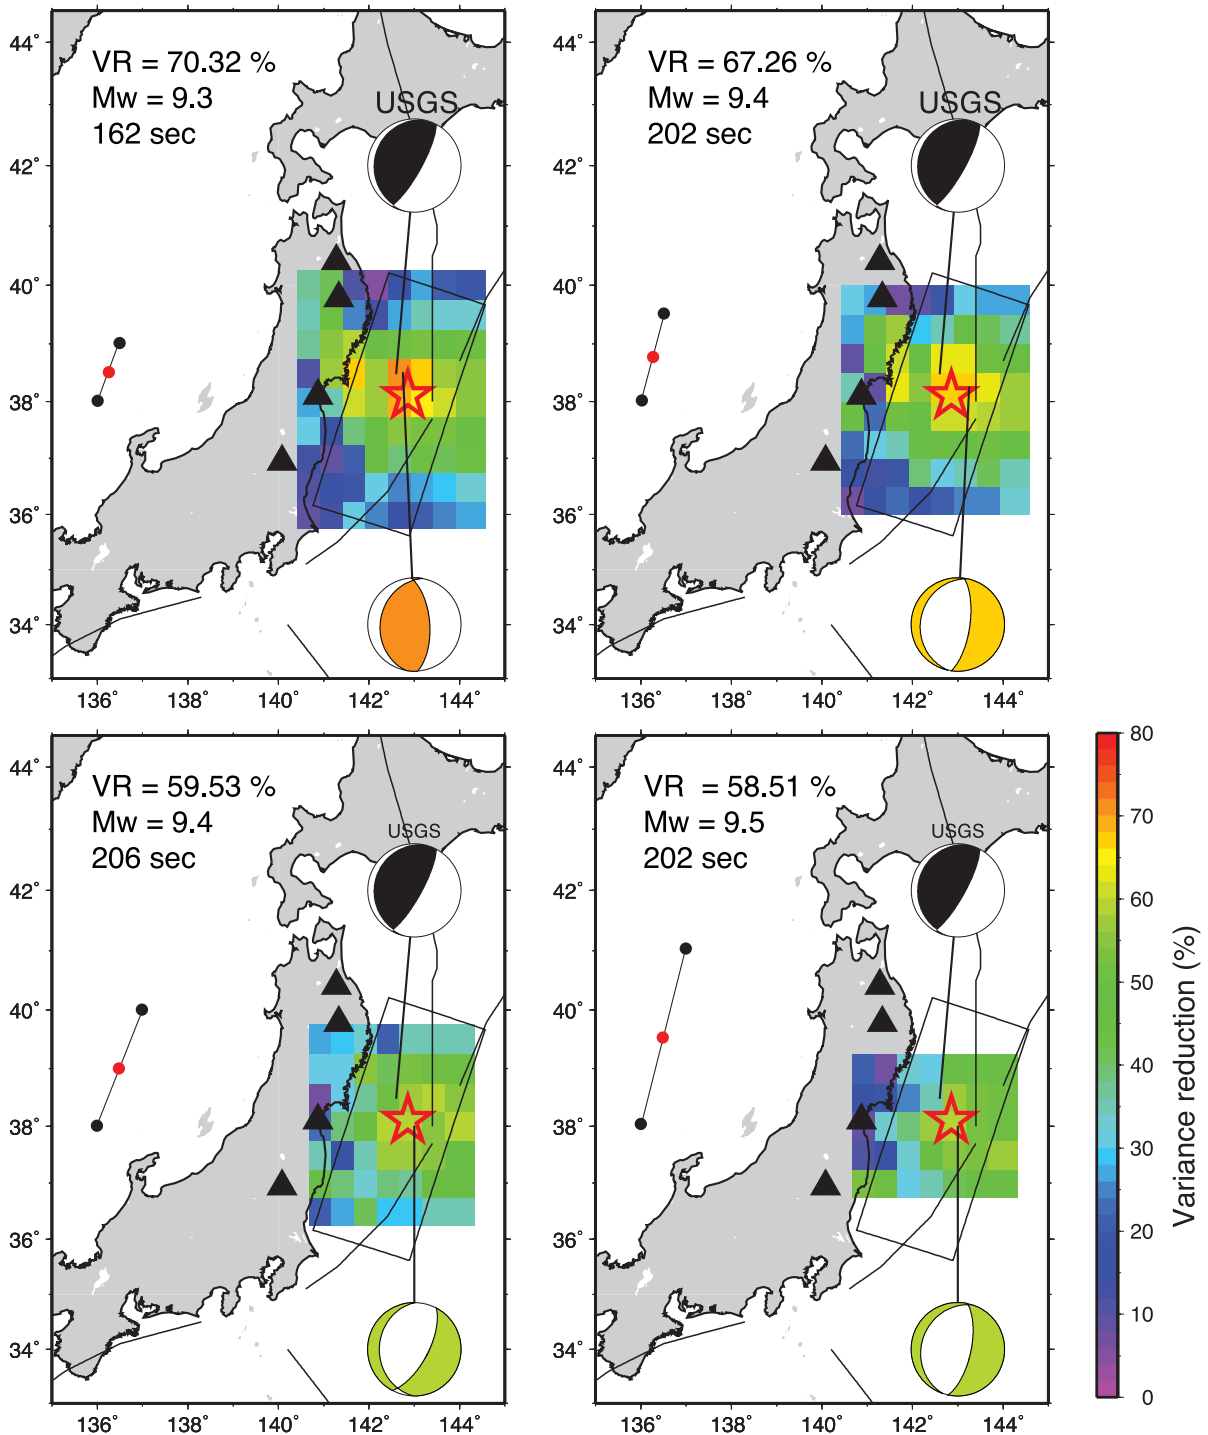 44°
42°
40°
38°
36°
34°
VR = 70.32 %
Mw = 9.3
162 sec
USGS
136° 138° 140° 142° 144°
44°
42°
40°
38°
36°
34°
VR = 67.26 %
Mw = 9.4
202 sec
USGS
136° 138° 140° 142° 144°
44°
42°
40°
38°
36°
34°
VR = 59.53 %
Mw = 9.4
206 sec
USGS
136° 138° 140° 142° 144°
44°
42°
40°
38°
36°
34°
VR = 58.51 %
Mw = 9.5
202 sec
USGS
136° 138° 140° 142° 144°
80
70
60
50
40
30
20
10
0
Variance reduction (%)